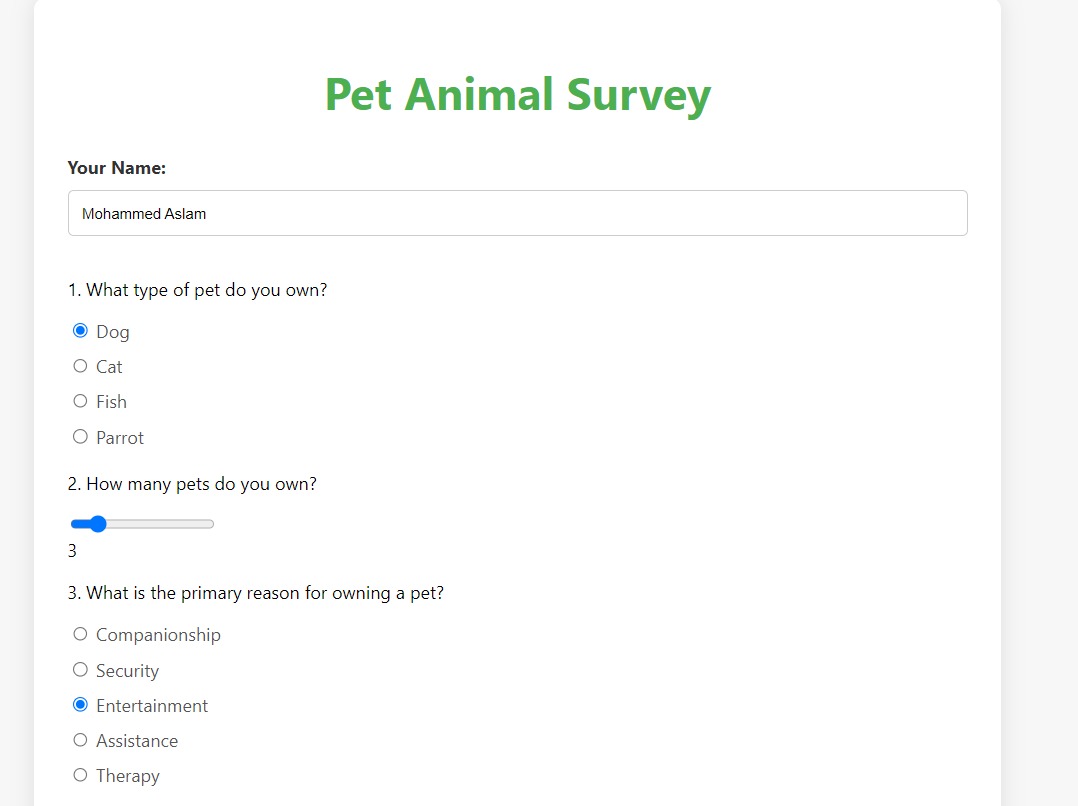 Pet Animal Survey
Your Name:
Mohammed Aslam
1. What type of pet do you own?
Dog
Cat
Fish
Parrot
2. How many pets do you own?
3
3. What is the primary reason for owning a pet?
Companionship
Security
Entertainment
Assistance
Therapy